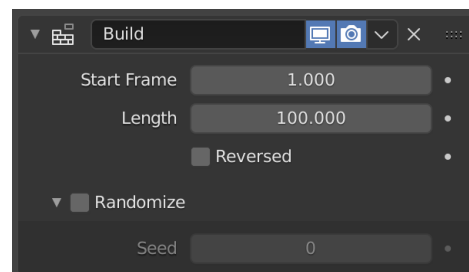 Build
Start Frame 1.000
Length 100.000
Reversed
Randomize
Seed 0